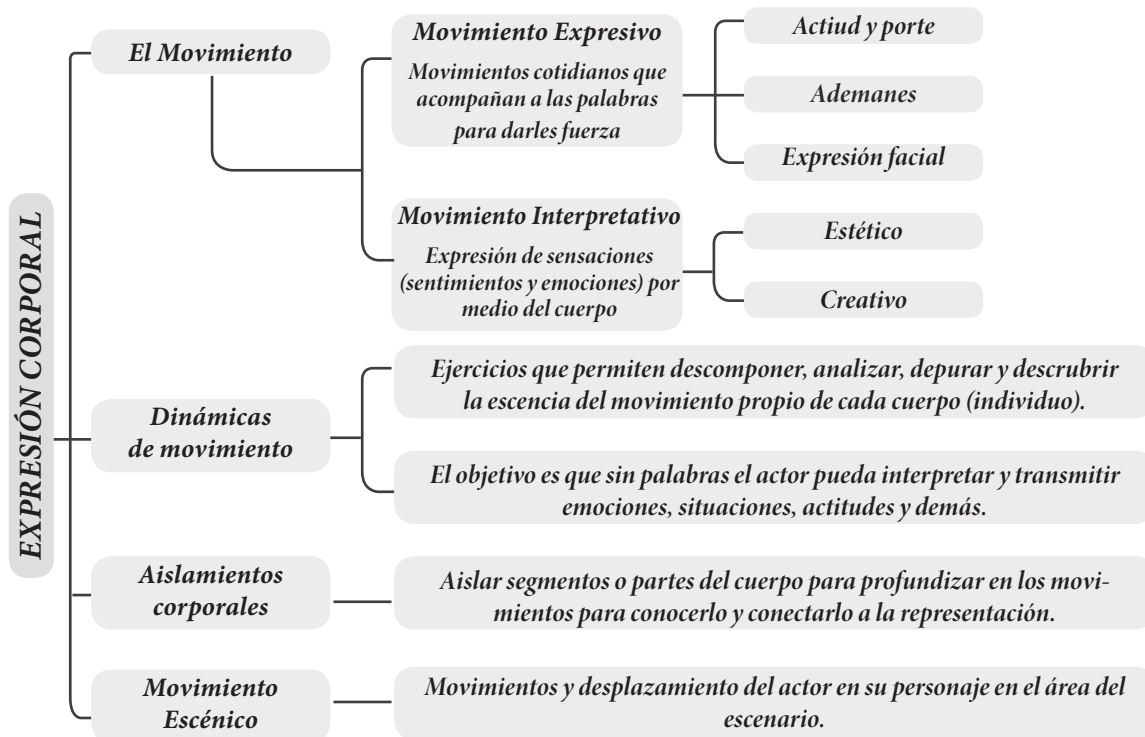 EXPRESIÓN CORPORAL
El Movimiento
Movimiento Expresivo
Movimientos cotidianos que
acompañan a las palabras
para darles fuerza
Actiud y porte
Ademanes
Expresión facial
Movimiento Interpretativo
Expresión de sensaciones
(sentimientos y emociones) por
medio del cuerpo
Estético
Creativo
Dinámicas
de movimiento
Ejercicios que permiten descomponer, analizar, depurar y descrubrir
la escencia del movimiento propio de cada cuerpo (individuo).
El objetivo es que sin palabras el actor pueda interpretar y transmitir
emociones, situaciones, actitudes y demás.
Aislamientos
corporales
Aislar segmentos o partes del cuerpo para profundizar en los movi-
mientos para conocerlo y conectarlo a la representación.
Movimiento
Escénico
Movimientos y desplazamiento del actor en su personaje en el área del
escenario.